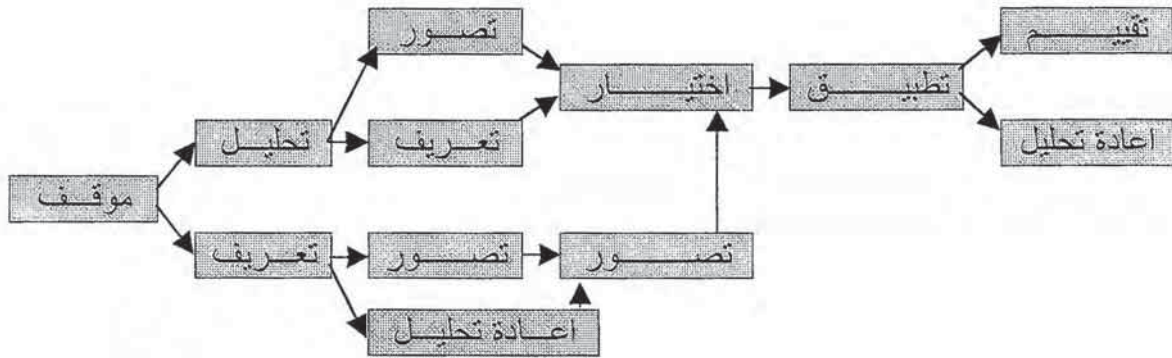 تصور
تقييم
اختيار
تطبيق
تحليل
تعريف
اعادة تحليل
موقف
تعريف
تصور
تصور
اعادة تحليل